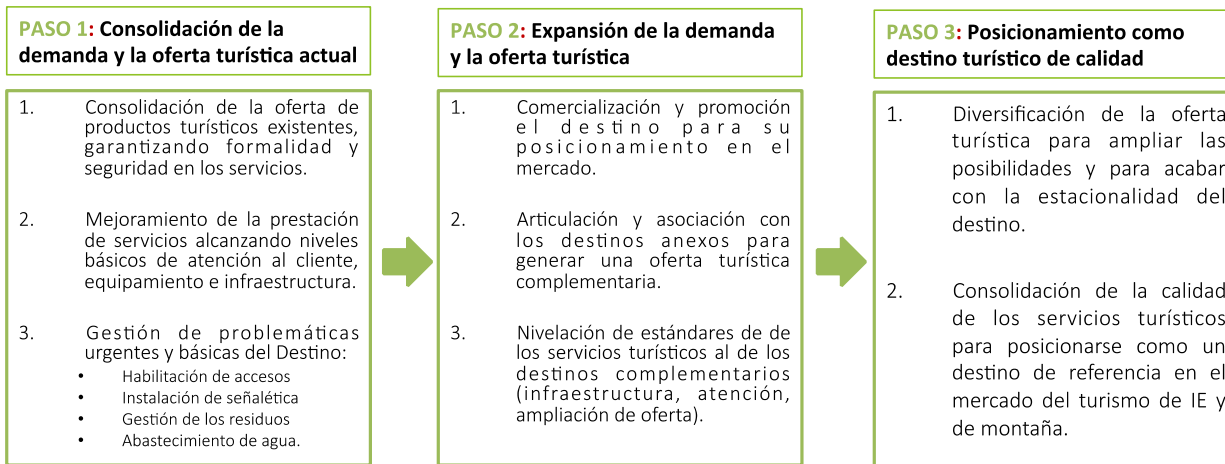 PASO 1: Consolidación de la
demanda y la oferta turística actual
1. Consolidación de la oferta de
productos turísticos existentes,
garantizando formalidad y
seguridad en los servicios.
2. Mejoramiento de la prestación
de servicios alcanzando niveles
básicos de atención al cliente,
equipamiento e infraestructura.
3. Gestión de problemáticas
urgentes y básicas del Destino:
• Habilitación de accesos
• Instalación de señalética
• Gestión de los residuos
• Abastecimiento de agua.
PASO 2: Expansión de la demanda
y la oferta turística
1. Comercialización y promoción
el destino para su
posicionamiento en el
mercado.
2. Articulación y asociación con
los destinos anexos para
generar una oferta turística
complementaria.
3. Nivelación de estándares de de
los servicios turísticos al de los
destinos complementarios
(infraestructura, atención,
ampliación de oferta).
PASO 3: Posicionamiento como
destino turístico de calidad
1. Diversificación de la oferta
turística para ampliar las
posibilidades y para acabar
con la estacionalidad del
destino.
2. Consolidación de la calidad
de los servicios turísticos
para posicionarse como un
destino de referencia en el
mercado del turismo de IE y
de montaña.